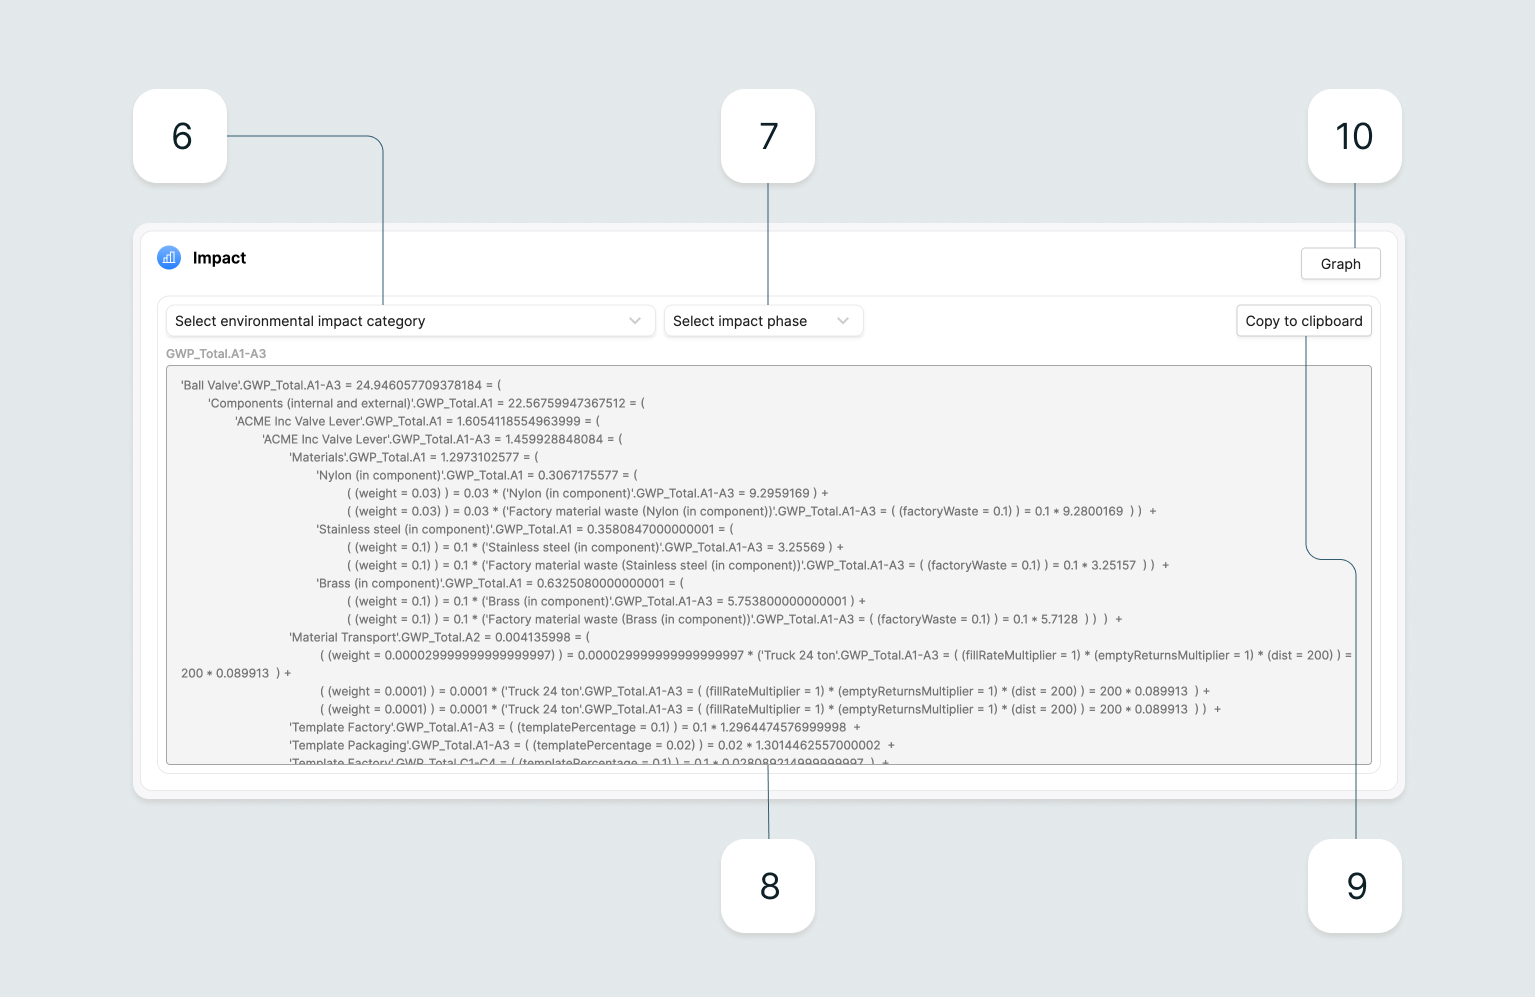 6
7
10
Impact
Graph
Select environmental impact category
Select impact phase
Copy to clipboard
GWP_Total.A1-A3
'Ball Valve'.GWP_Total.A1-A3 = 24.946057709378184 = (
'Components (internal and external)'.GWP_Total.A1 = 22.56759947367512 = (
'ACME Inc Valve Lever'.GWP_Total.A1 = 1.6054118554963999 = (
'ACME Inc Valve Lever'.GWP_Total.A1-A3 = 1.459928848084 = (
'Materials'.GWP_Total.A1 = 1.2973102577 = (
'Nylon (in component)'.GWP_Total.A1 = 0.3067175577 = (
( (weight = 0.03) ) = 0.03 * ('Nylon (in component)'.GWP_Total.A1-A3 = 9.2959169 ) +
( (weight = 0.03) ) = 0.03 * ('Factory material waste (Nylon (in component))'.GWP_Total.A1-A3 = ( (factoryWaste = 0.1) ) = 0.1 * 9.2800169 ) ) +
'Stainless steel (in component)'.GWP_Total.A1 = 0.3580847000000001 = (
( (weight = 0.1) ) = 0.1 * ('Stainless steel (in component)'.GWP_Total.A1-A3 = 3.25569 ) +
( (weight = 0.1) ) = 0.1 * ('Factory material waste (Stainless steel (in component))'.GWP_Total.A1-A3 = ( (factoryWaste = 0.1) ) = 0.1 * 3.25157 ) ) +
'Brass (in component)'.GWP_Total.A1 = 0.6325080000000001 = (
( (weight = 0.1) ) = 0.1 * ('Brass (in component)'.GWP_Total.A1-A3 = 5.753800000000001 ) +
( (weight = 0.1) ) = 0.1 * ('Factory material waste (Brass (in component))'.GWP_Total.A1-A3 = ( (factoryWaste = 0.1) ) = 0.1 * 5.7128 ) ) ) +
'Material Transport'.GWP_Total.A2 = 0.004135998 = (
( (weight = 0.000029999999999999997) ) = 0.000029999999999999997 * ('Truck 24 ton'.GWP_Total.A1-A3 = ( (fillRateMultiplier = 1) * (emptyReturnsMultiplier = 1) * (dist = 200) ) =
200 * 0.089913 ) +
( (weight = 0.0001) ) = 0.0001 * ('Truck 24 ton'.GWP_Total.A1-A3 = ( (fillRateMultiplier = 1) * (emptyReturnsMultiplier = 1) * (dist = 200) ) = 200 * 0.089913 ) +
( (weight = 0.0001) ) = 0.0001 * ('Truck 24 ton'.GWP_Total.A1-A3 = ( (fillRateMultiplier = 1) * (emptyReturnsMultiplier = 1) * (dist = 200) ) = 200 * 0.089913 ) ) +
'Template Factory'.GWP_Total.A1-A3 = ( (templatePercentage = 0.1) ) = 0.1 * 1.2964474576999998 +
'Template Packaging'.GWP_Total.A1-A3 = ( (templatePercentage = 0.02) ) = 0.02 * 1.3014462557000002 +
'Template Factory'.GWP_Total.C1-C4 = ( (templatePercentage = 0.1) ) = 0.1 * 0.028089214999999997 ) +
8
9